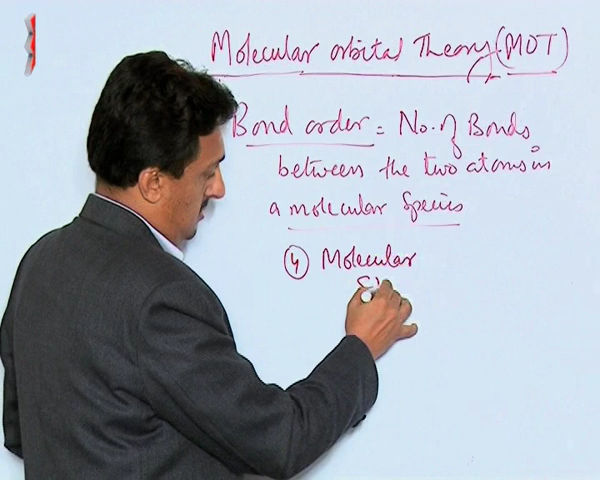 Molecular orbital Theory (MOT)
Bond order = No. of Bonds
between the two atoms in
a molecular Species
④ Molecular